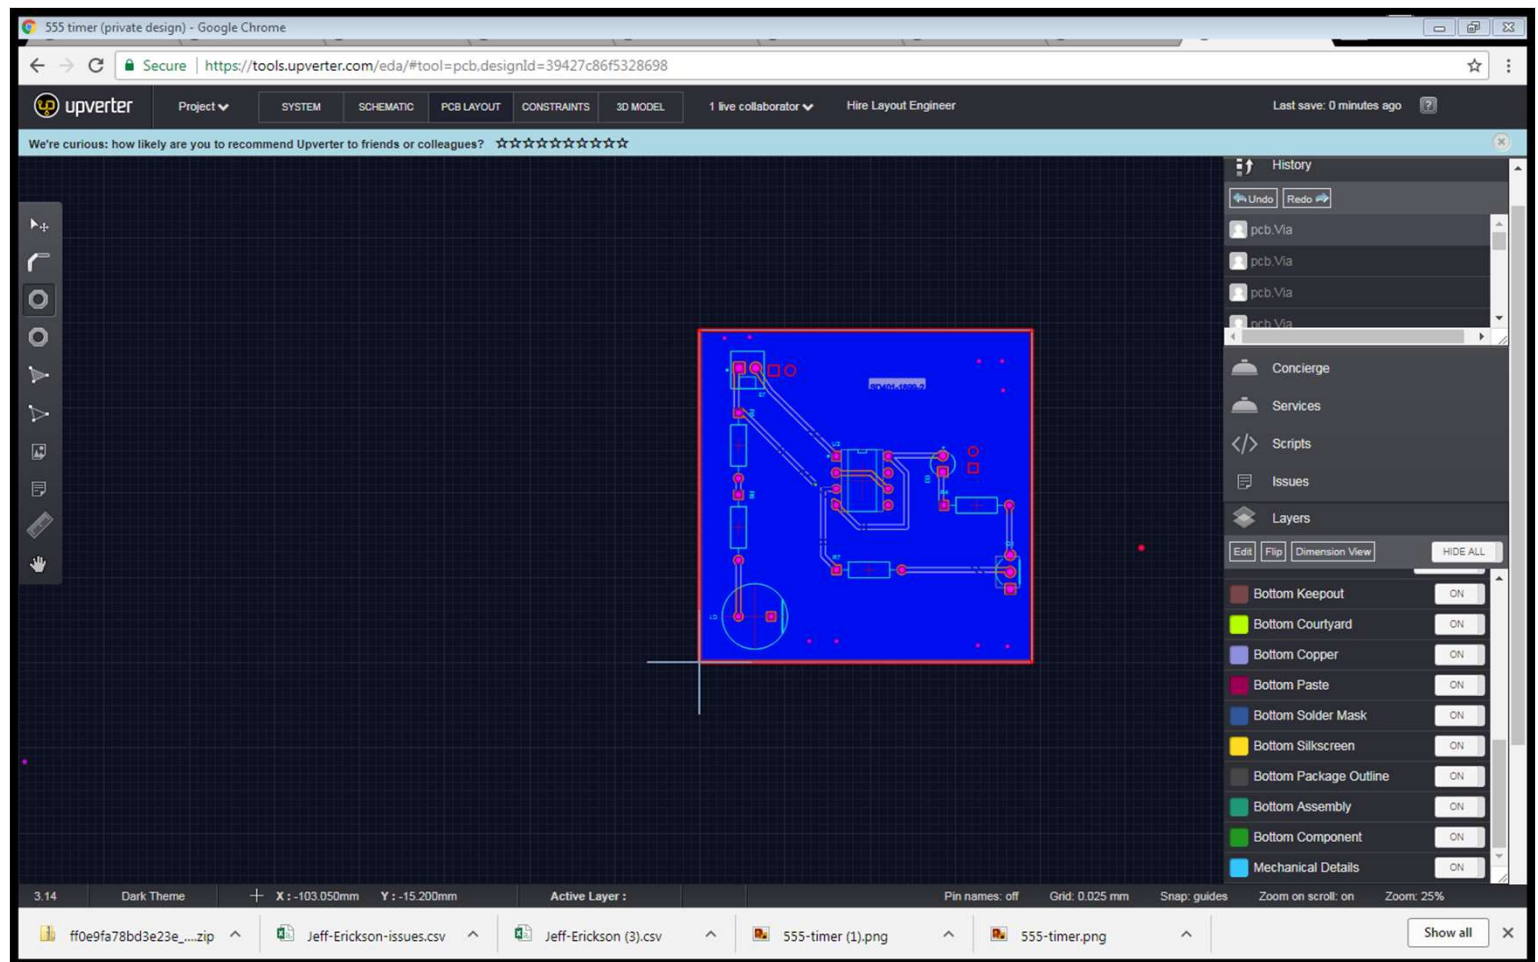 555 timer (private design) - Google Chrome
Secure | https://tools.upverter.com/eda/#tool=pcb,designId=39427c86f5328698
upverter Project SYSTEM SCHEMATIC PCB LAYOUT CONSTRAINTS 3D MODEL 1 live collaborator Hire Layout Engineer Last save: 0 minutes ago ?
We're curious: how likely are you to recommend Upverter to friends or colleagues?
History
Undo Redo
pcb.Via
pcb.Via
pcb.Via
pcb.Via
Concierge
Services
Scripts
Issues
Layers
Edit Flip Dimension View HIDE ALL
Bottom Keepout ON
Bottom Courtyard ON
Bottom Copper ON
Bottom Paste ON
Bottom Solder Mask ON
Bottom Silkscreen ON
Bottom Package Outline ON
Bottom Assembly ON
Bottom Component ON
Mechanical Details ON
3.14 Dark Theme X : -103.050mm Y : -15.200mm Active Layer : Pin names: off Grid: 0.025 mm Snap: guides Zoom on scroll: on Zoom: 25%
ff0e9fa78bd3e23e_....zip Jeff-Erickson-issues.csv Jeff-Erickson (3).csv 555-timer (1).png 555-timer.png Show all